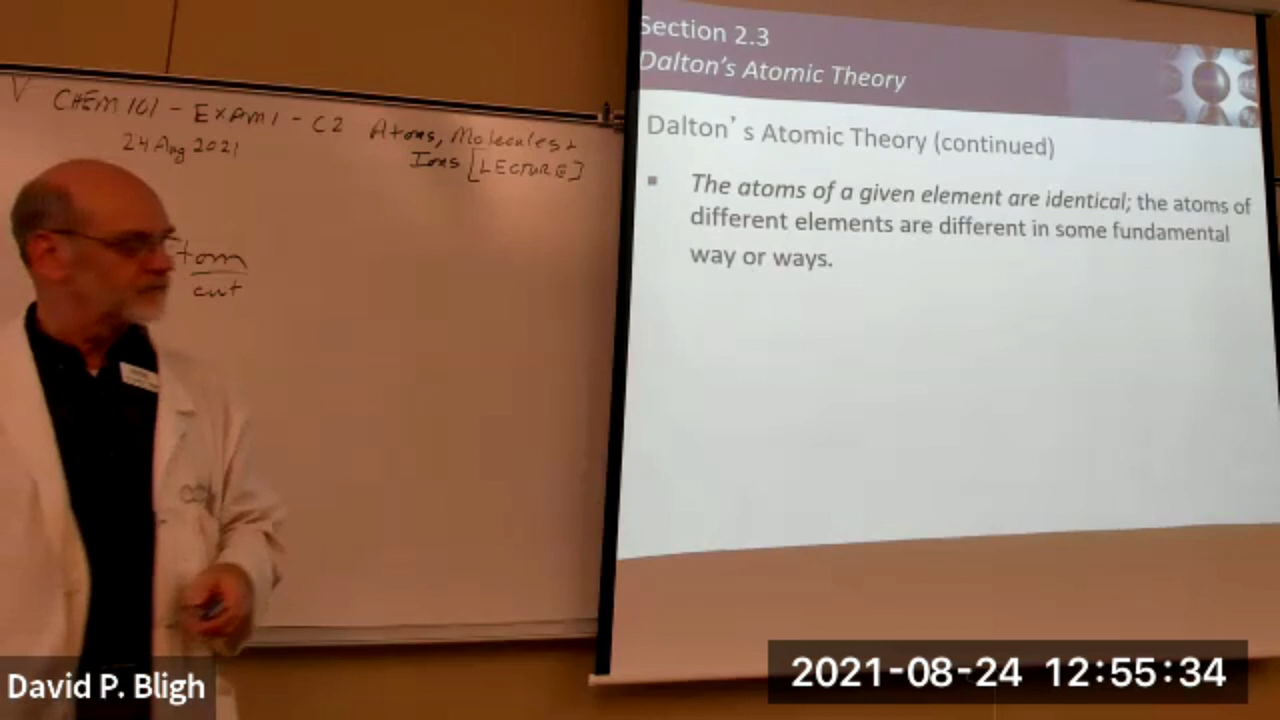 CHEM 101 - EXAM 1 - C2
24 Aug 2021
Atoms, Molecules +
Ions [LECTURE]
tom
cut
Section 2.3
Dalton's Atomic Theory
Dalton's Atomic Theory (continued)
▪ The atoms of a given element are identical; the atoms of
different elements are different in some fundamental
way or ways.
David P. Bligh
2021-08-24 12:55:34